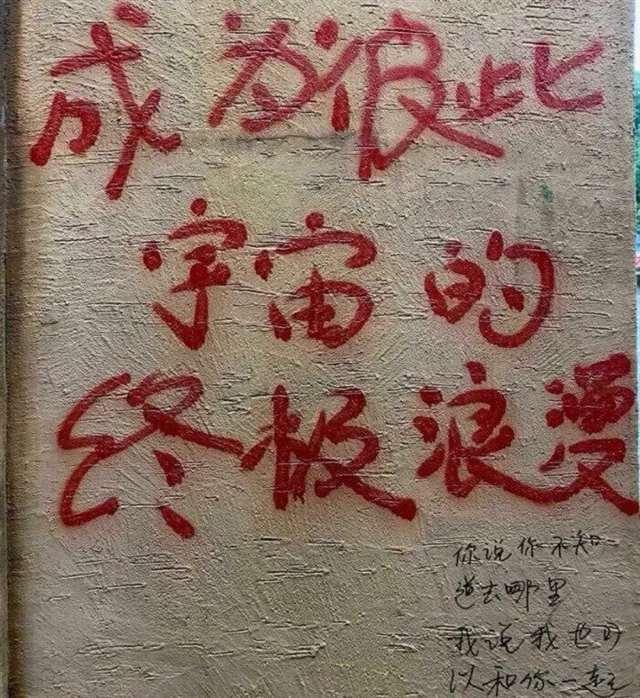 成为彼此
宇宙的
终极浪漫
你说你不知
道去哪里
我说我也可
以和你一起